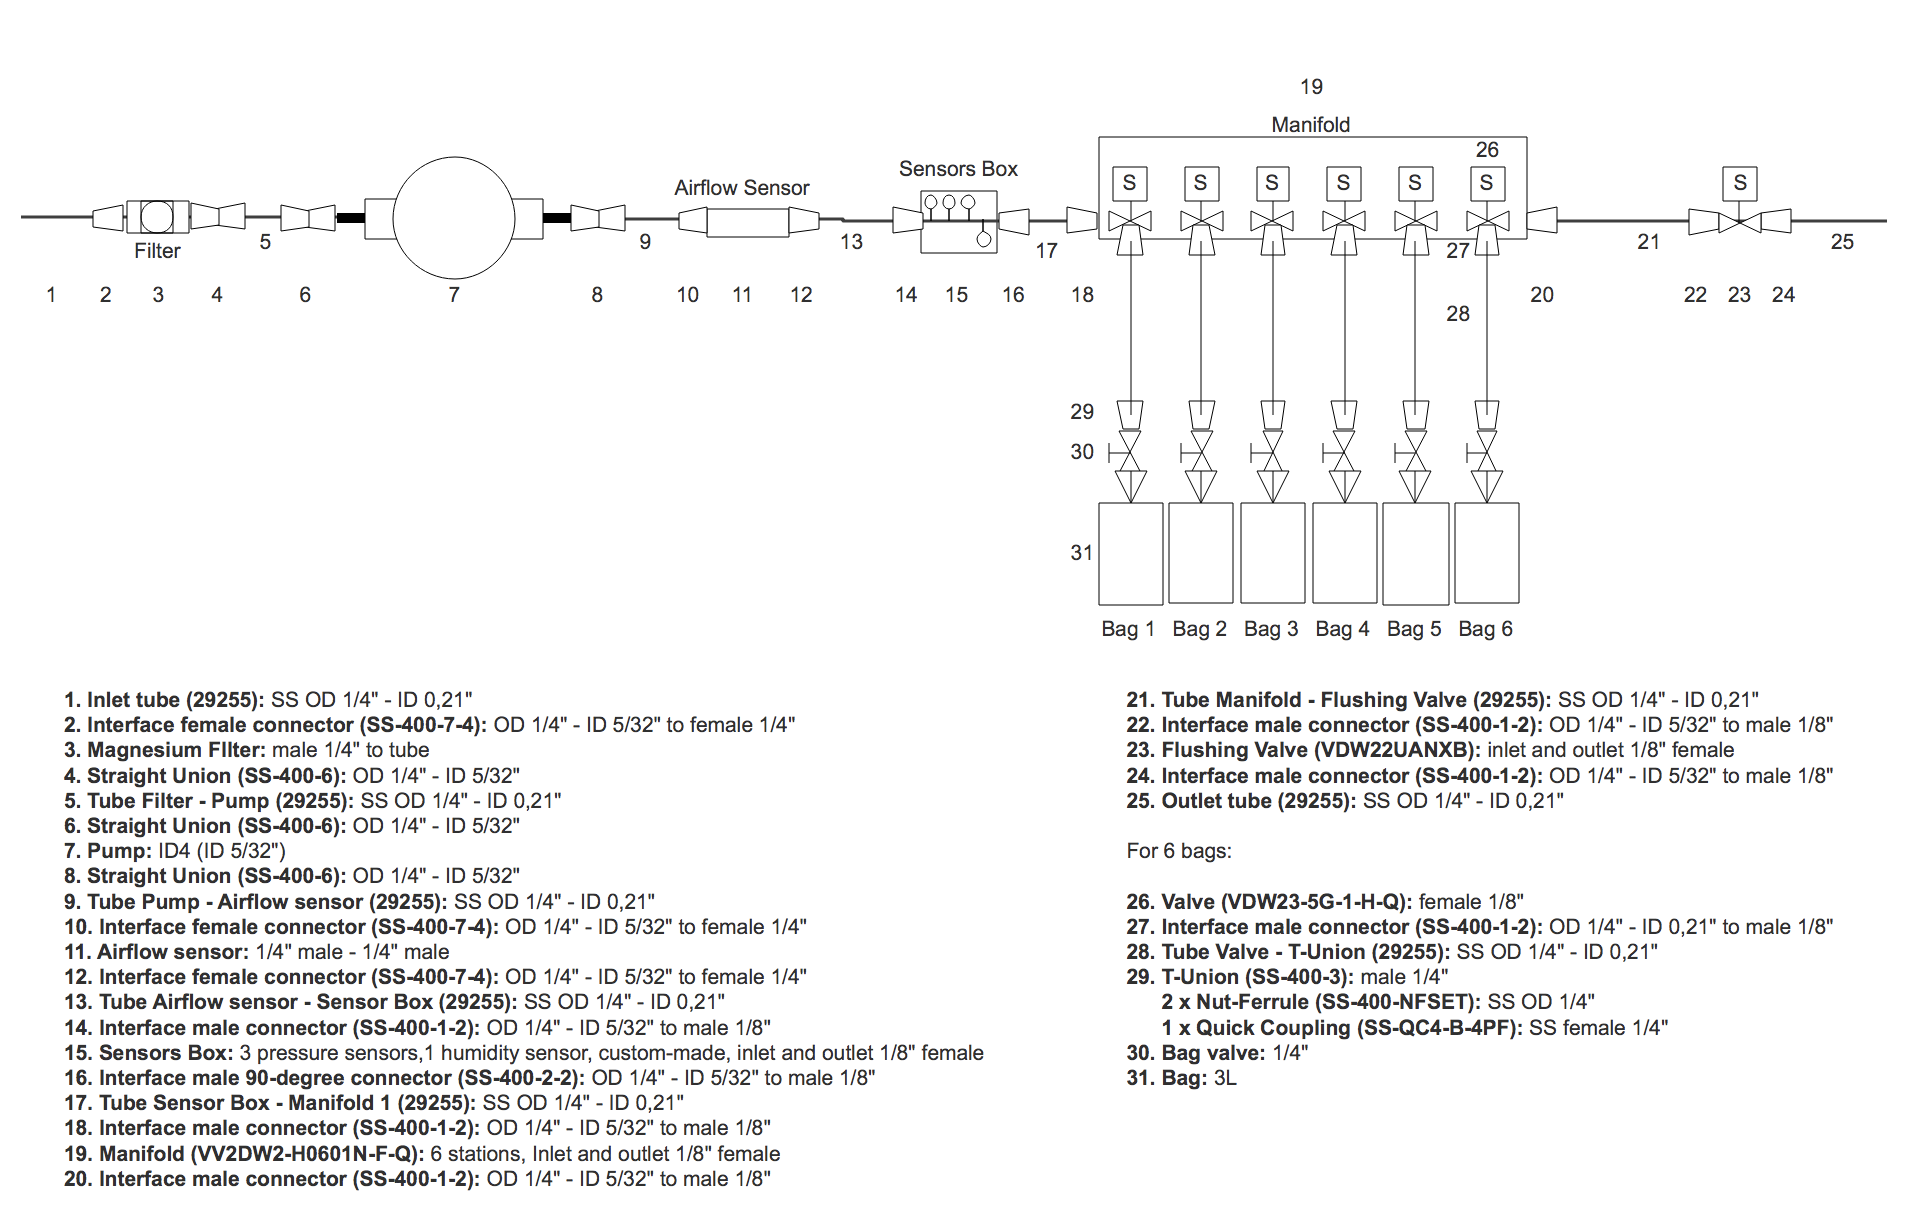 19
Manifold
26
Sensors Box
Airflow Sensor
S S S S S S S
Filter
5
9
13
17
27
21
25
1 2 3 4 6 7 8 10 11 12 14 15 16 18 20 22 23 24
28
29
30
31
Bag 1 Bag 2 Bag 3 Bag 4 Bag 5 Bag 6
1. Inlet tube (29255): SS OD 1/4" - ID 0,21"
2. Interface female connector (SS-400-7-4): OD 1/4" - ID 5/32" to female 1/4"
3. Magnesium FIlter: male 1/4" to tube
4. Straight Union (SS-400-6): OD 1/4" - ID 5/32"
5. Tube Filter - Pump (29255): SS OD 1/4" - ID 0,21"
6. Straight Union (SS-400-6): OD 1/4" - ID 5/32"
7. Pump: ID4 (ID 5/32")
8. Straight Union (SS-400-6): OD 1/4" - ID 5/32"
9. Tube Pump - Airflow sensor (29255): SS OD 1/4" - ID 0,21"
10. Interface female connector (SS-400-7-4): OD 1/4" - ID 5/32" to female 1/4"
11. Airflow sensor: 1/4" male - 1/4" male
12. Interface female connector (SS-400-7-4): OD 1/4" - ID 5/32" to female 1/4"
13. Tube Airflow sensor - Sensor Box (29255): SS OD 1/4" - ID 0,21"
14. Interface male connector (SS-400-1-2): OD 1/4" - ID 5/32" to male 1/8"
15. Sensors Box: 3 pressure sensors,1 humidity sensor, custom-made, inlet and outlet 1/8" female
16. Interface male 90-degree connector (SS-400-2-2): OD 1/4" - ID 5/32" to male 1/8"
17. Tube Sensor Box - Manifold 1 (29255): SS OD 1/4" - ID 0,21"
18. Interface male connector (SS-400-1-2): OD 1/4" - ID 5/32" to male 1/8"
19. Manifold (VV2DW2-H0601N-F-Q): 6 stations, Inlet and outlet 1/8" female
20. Interface male connector (SS-400-1-2): OD 1/4" - ID 5/32" to male 1/8"
21. Tube Manifold - Flushing Valve (29255): SS OD 1/4" - ID 0,21"
22. Interface male connector (SS-400-1-2): OD 1/4" - ID 5/32" to male 1/8"
23. Flushing Valve (VDW22UANXB): inlet and outlet 1/8" female
24. Interface male connector (SS-400-1-2): OD 1/4" - ID 5/32" to male 1/8"
25. Outlet tube (29255): SS OD 1/4" - ID 0,21"
For 6 bags:
26. Valve (VDW23-5G-1-H-Q): female 1/8"
27. Interface male connector (SS-400-1-2): OD 1/4" - ID 0,21" to male 1/8"
28. Tube Valve - T-Union (29255): SS OD 1/4" - ID 0,21"
29. T-Union (SS-400-3): male 1/4"
2 x Nut-Ferrule (SS-400-NFSET): SS OD 1/4"
1 x Quick Coupling (SS-QC4-B-4PF): SS female 1/4"
30. Bag valve: 1/4"
31. Bag: 3L